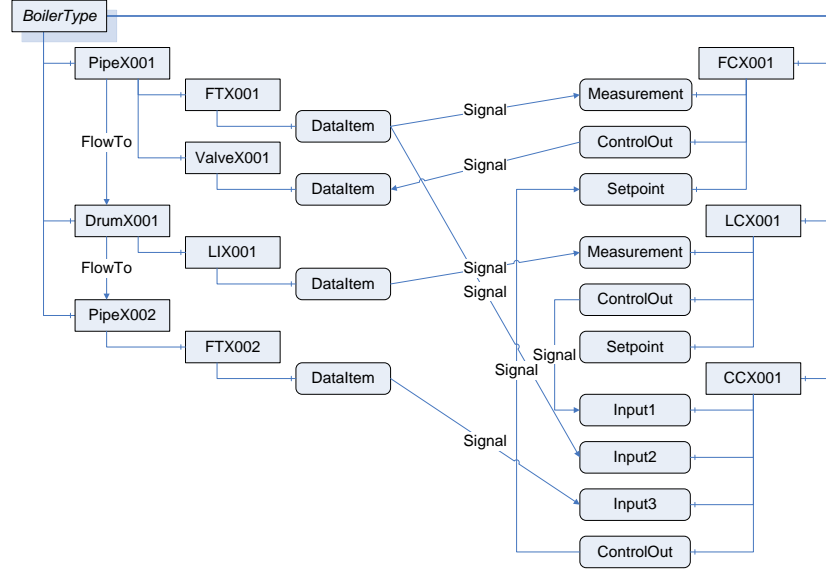 BoilerType
PipeX001
FCX001
FTX001
Measurement
Signal
DataItem
FlowTo
ControlOut
ValveX001
Signal
DataItem
Setpoint
DrumX001
LCX001
LIX001
Measurement
FlowTo
Signal
DataItem
Signal
ControlOut
PipeX002
FTX002
Setpoint
Signal
Signal
DataItem
CCX001
Input1
Signal
Input2
Input3
ControlOut